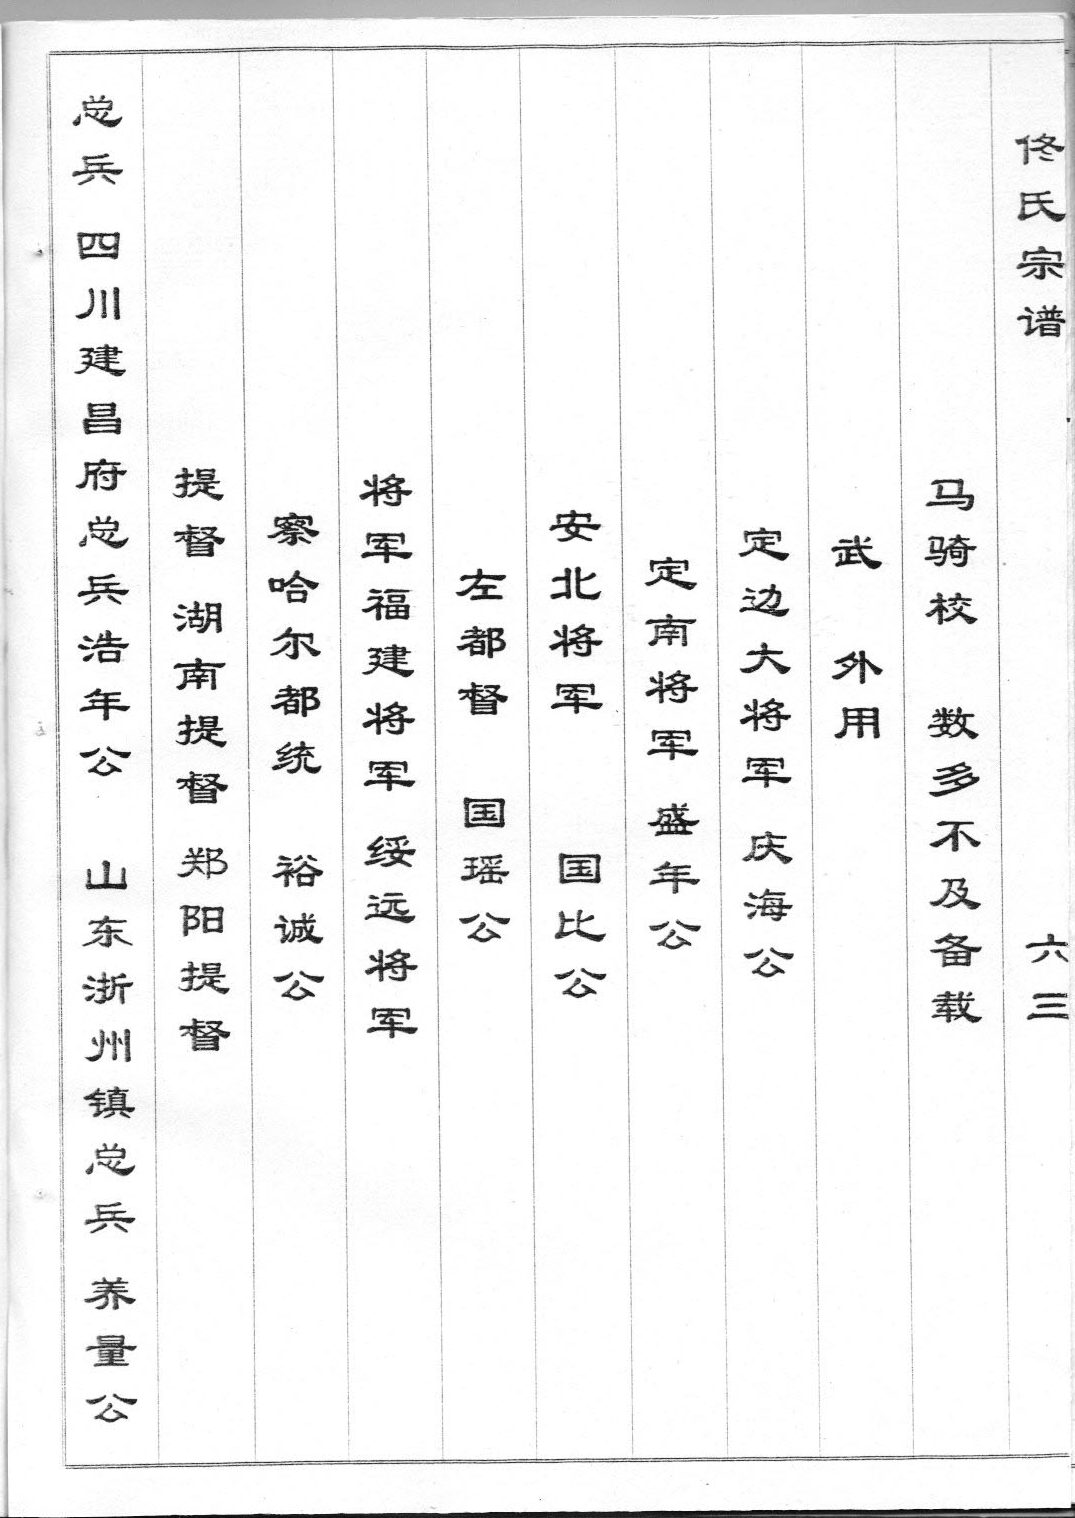 佟氏宗谱 六三
马骑校 数多不及备载
武 外用
定边大将军 庆海公
定南将军 盛年公
安北将军 国比公
左都督 国瑶公
将军福建将军 绥远将军
察哈尔都统 裕诚公
提督 湖南提督 郑阳提督
总兵 四川建昌府总兵浩年公 山东浙州镇总兵 养量公